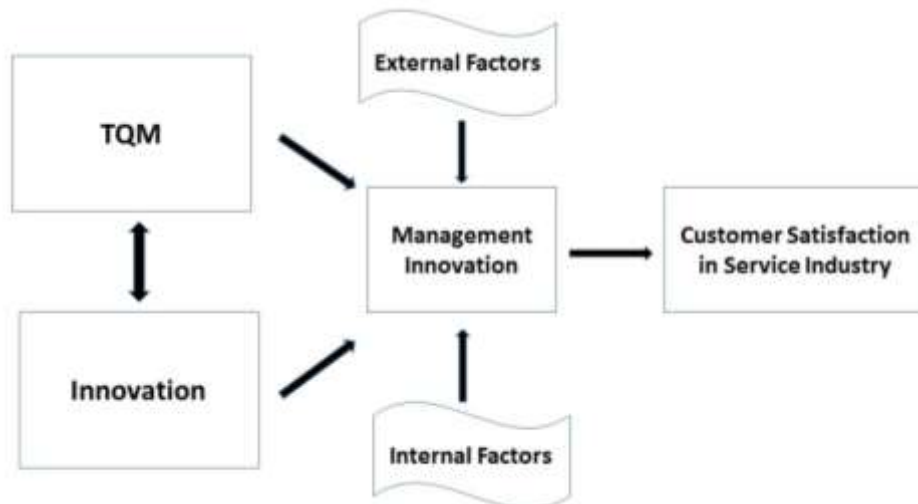 External Factors
TQM
Management
Innovation
Customer Satisfaction
in Service Industry
Innovation
Internal Factors